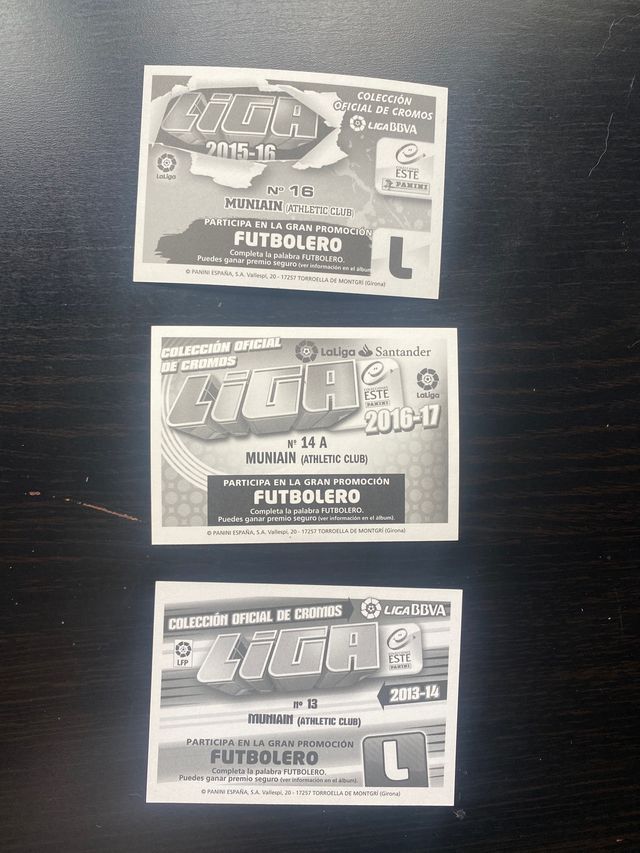 LiGA
2015-16
COLECCIÓN
OFICIAL DE CROMOS
LIGA BBVA
LaLiga
COLECCIONES
ESTE
PANINI
Nº 16
MUNIAIN (ATHLETIC CLUB)
PARTICIPA EN LA GRAN PROMOCIÓN
FUTBOLERO
Completa la palabra FUTBOLERO.
Puedes ganar premio seguro (ver información en el álbum
L
© PANINI ESPAÑA, S.A. Vallespí, 20 - 17257 TORROELLA DE MONTGRÍ (Girona)
COLECCIÓN OFICIAL
DE CROMOS
LaLiga Santander
LiGA
COLECCIONES
ESTE
PANINI
LaLiga
2016-17
Nº 14 A
MUNIAIN (ATHLETIC CLUB)
PARTICIPA EN LA GRAN PROMOCIÓN
FUTBOLERO
Completa la palabra FUTBOLERO.
Puedes ganar premio seguro (ver información en el álbum).
© PANINI ESPAÑA, S.A. Vallespí, 20 - 17257 TORROELLA DE MONTGRÍ (Girona)
COLECCIÓN OFICIAL DE CROMOS
LIGA BBVA
LFP
LiGA
COLECCIONES
ESTE
PANINI
2013-14
Nº 13
MUNIAIN (ATHLETIC CLUB)
PARTICIPA EN LA GRAN PROMOCIÓN
FUTBOLERO
Completa la palabra FUTBOLERO.
Puedes ganar premio seguro (ver información en el álbum).
L
© PANINI ESPAÑA, S.A. Vallespí, 20 - 17257 TORROELLA DE MONTGRÍ (Girona)